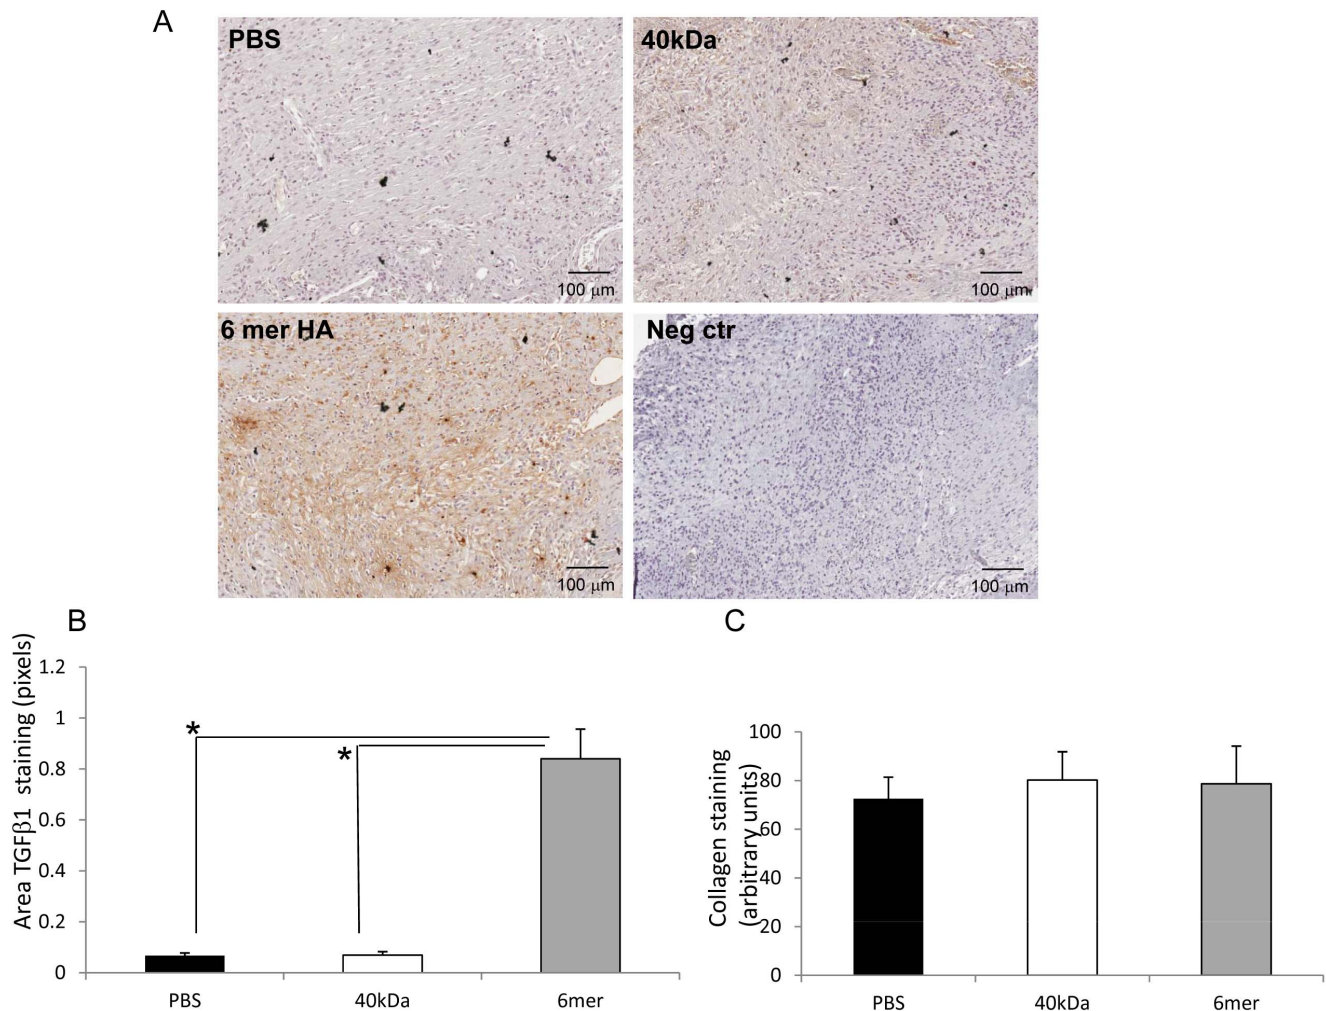 A
PBS
40kDa
100 μm
100 μm
6 mer HA
Neg ctr
100 μm
100 μm
B
C
Area TGFβ1 staining (pixels)
1.2
1
0.8
0.6
0.4
0.2
0
*
*
PBS
40kDa
6mer
Collagen staining
(arbitrary units)
100
80
60
40
20
0
PBS
40kDa
6mer